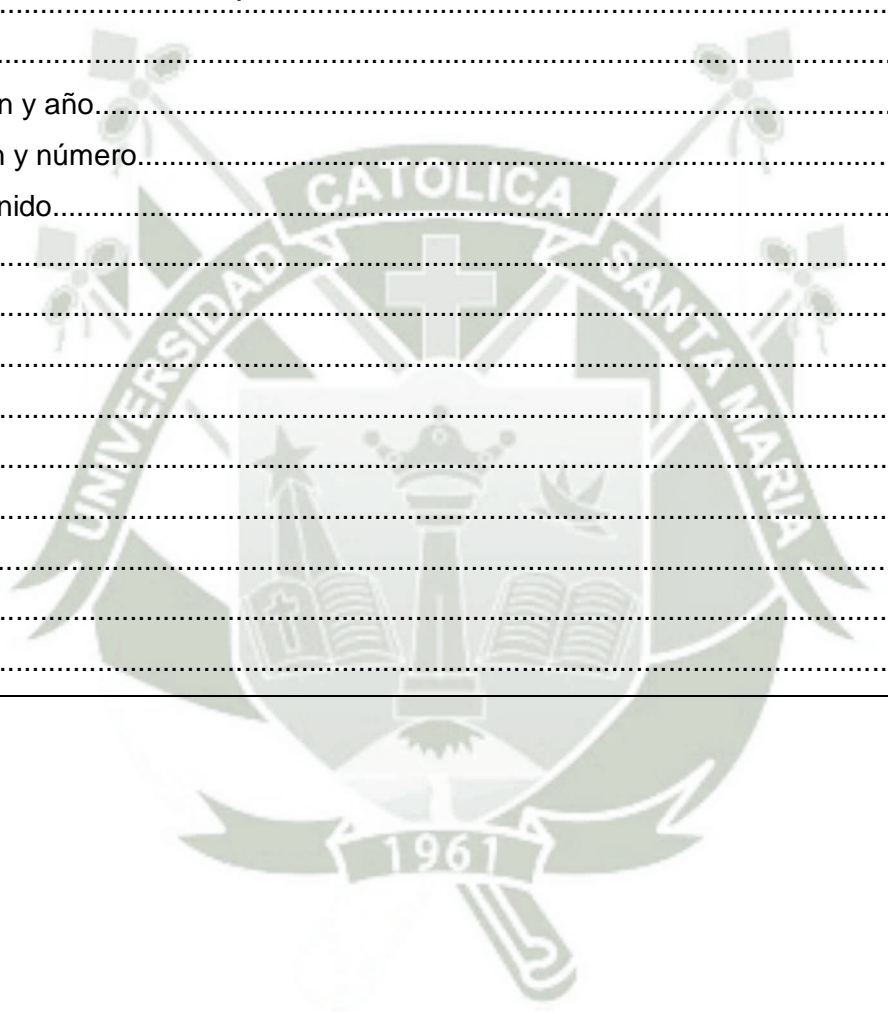 n y año..........................................................................................
n y número.....................................................................................
nido................................................................................................
UNIVERSIDAD CATOLICA SANTA MARIA
1961